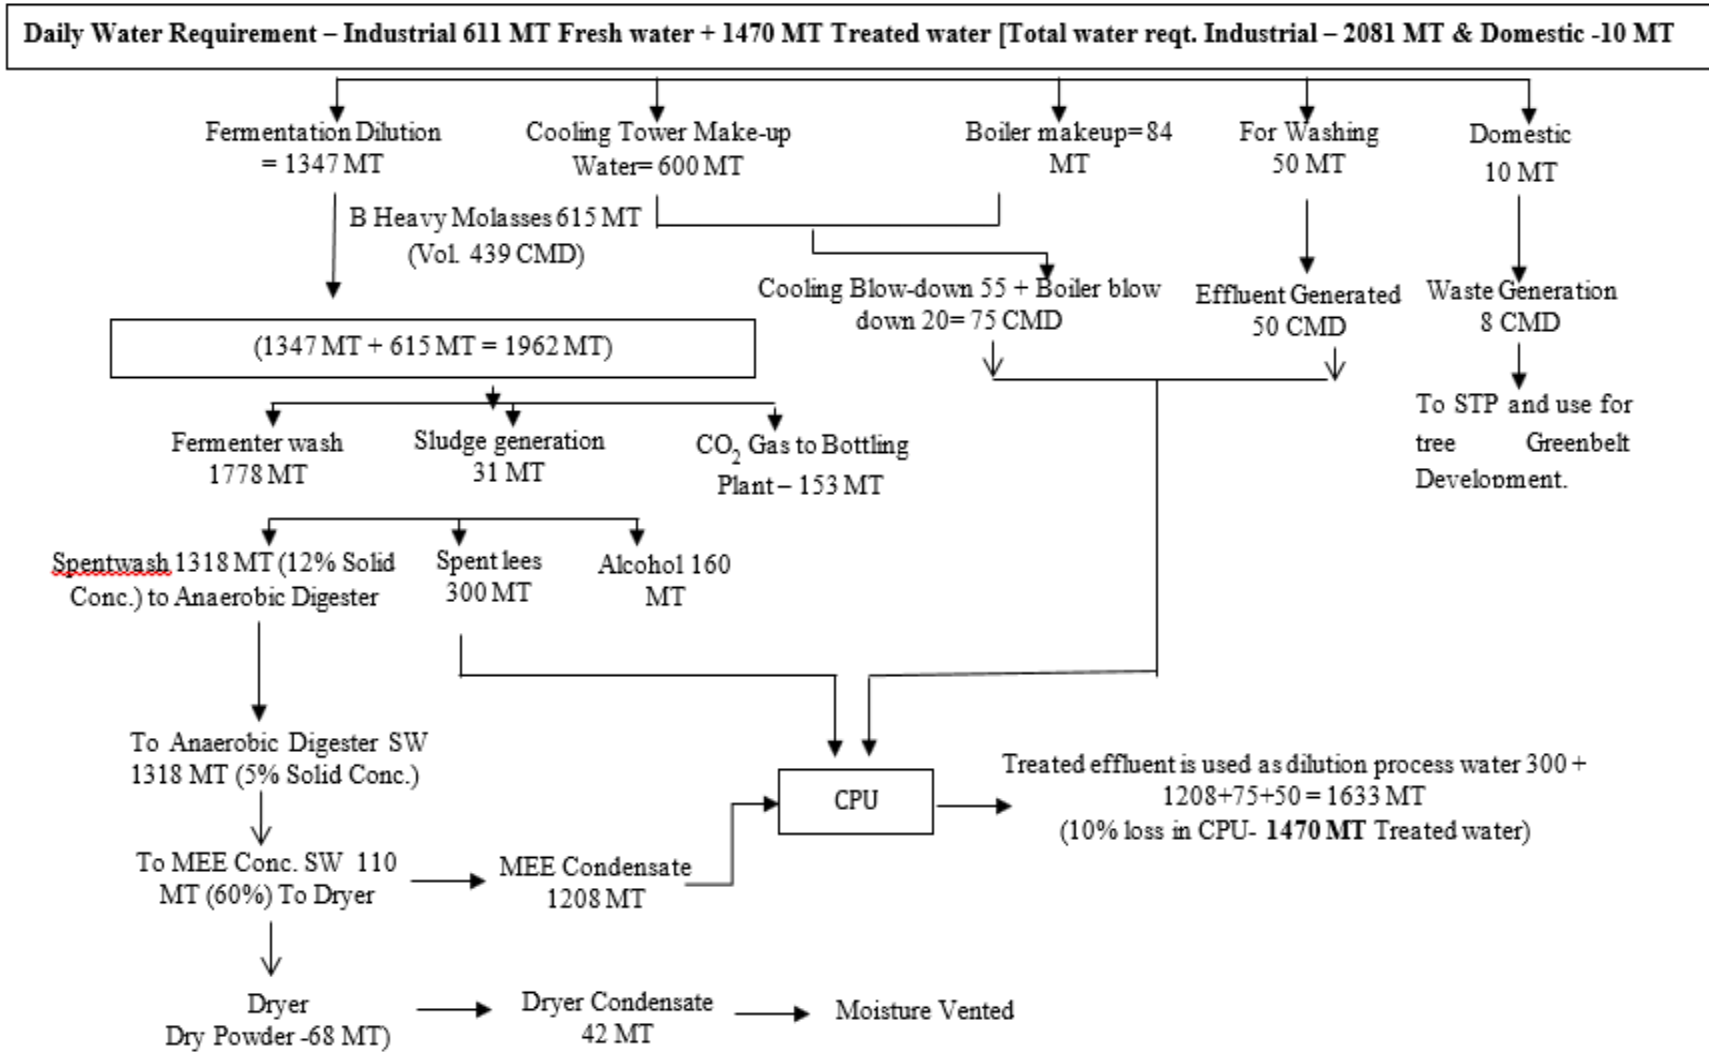 Daily Water Requirement – Industrial 611 MT Fresh water + 1470 MT Treated water [Total water reqt. Industrial – 2081 MT & Domestic -10 MT
Fermentation Dilution
= 1347 MT
Cooling Tower Make-up
Water= 600 MT
Boiler makeup= 84
MT
For Washing
50 MT
Domestic
10 MT
B Heavy Molasses 615 MT
(Vol. 439 CMD)
Cooling Blow-down 55 + Boiler blow
down 20= 75 CMD
Effluent Generated
50 CMD
Waste Generation
8 CMD
(1347 MT + 615 MT = 1962 MT)
To STP and use for
tree Greenbelt
Development.
Fermenter wash
1778 MT
Sludge generation
31 MT
CO₂ Gas to Bottling
Plant – 153 MT
Spentwash 1318 MT (12% Solid
Conc.) to Anaerobic Digester
Spent lees
300 MT
Alcohol 160
MT
To Anaerobic Digester SW
1318 MT (5% Solid Conc.)
CPU
Treated effluent is used as dilution process water 300 +
1208+75+50 = 1633 MT
(10% loss in CPU- 1470 MT Treated water)
To MEE Conc. SW 110
MT (60%) To Dryer
MEE Condensate
1208 MT
Dryer
Dry Powder -68 MT)
Dryer Condensate
42 MT
Moisture Vented